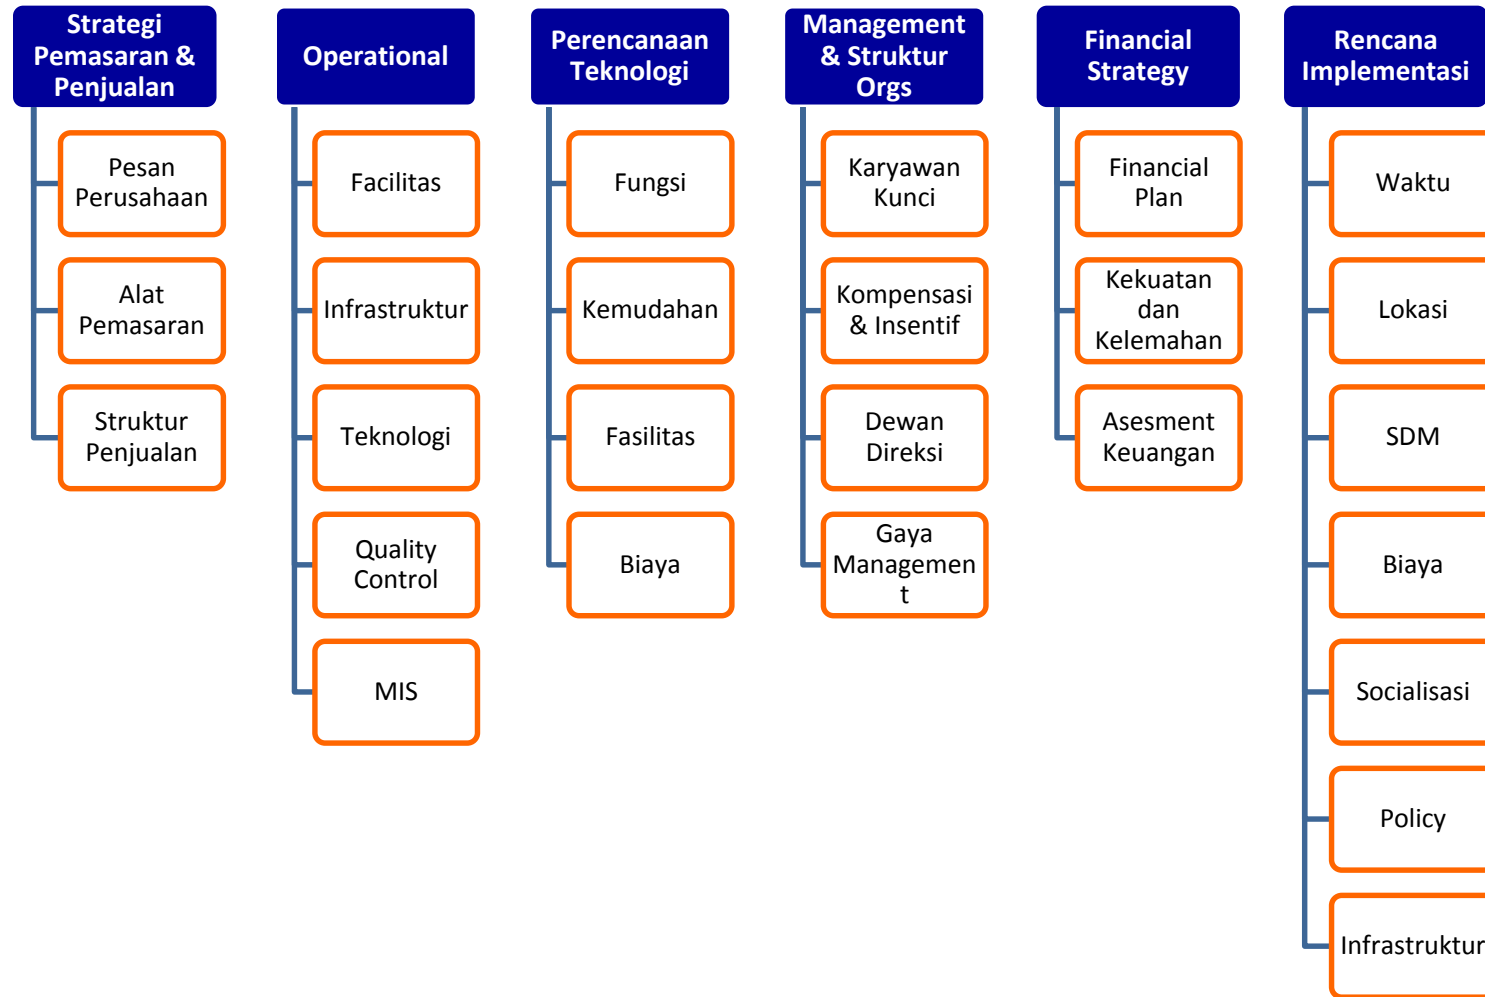 Strategi
Pemasaran &
Penjualan
Pesan
Perusahaan
Alat
Pemasaran
Struktur
Penjualan
Operational
Facilitas
Infrastruktur
Teknologi
Quality
Control
MIS
Perencanaan
Teknologi
Fungsi
Kemudahan
Fasilitas
Biaya
Management
& Struktur
Orgs
Karyawan
Kunci
Kompensasi
& Insentif
Dewan
Direksi
Gaya
Managemen
t
Financial
Strategy
Financial
Plan
Kekuatan
dan
Kelemahan
Asesment
Keuangan
Rencana
Implementasi
Waktu
Lokasi
SDM
Biaya
Socialisasi
Policy
Infrastruktur